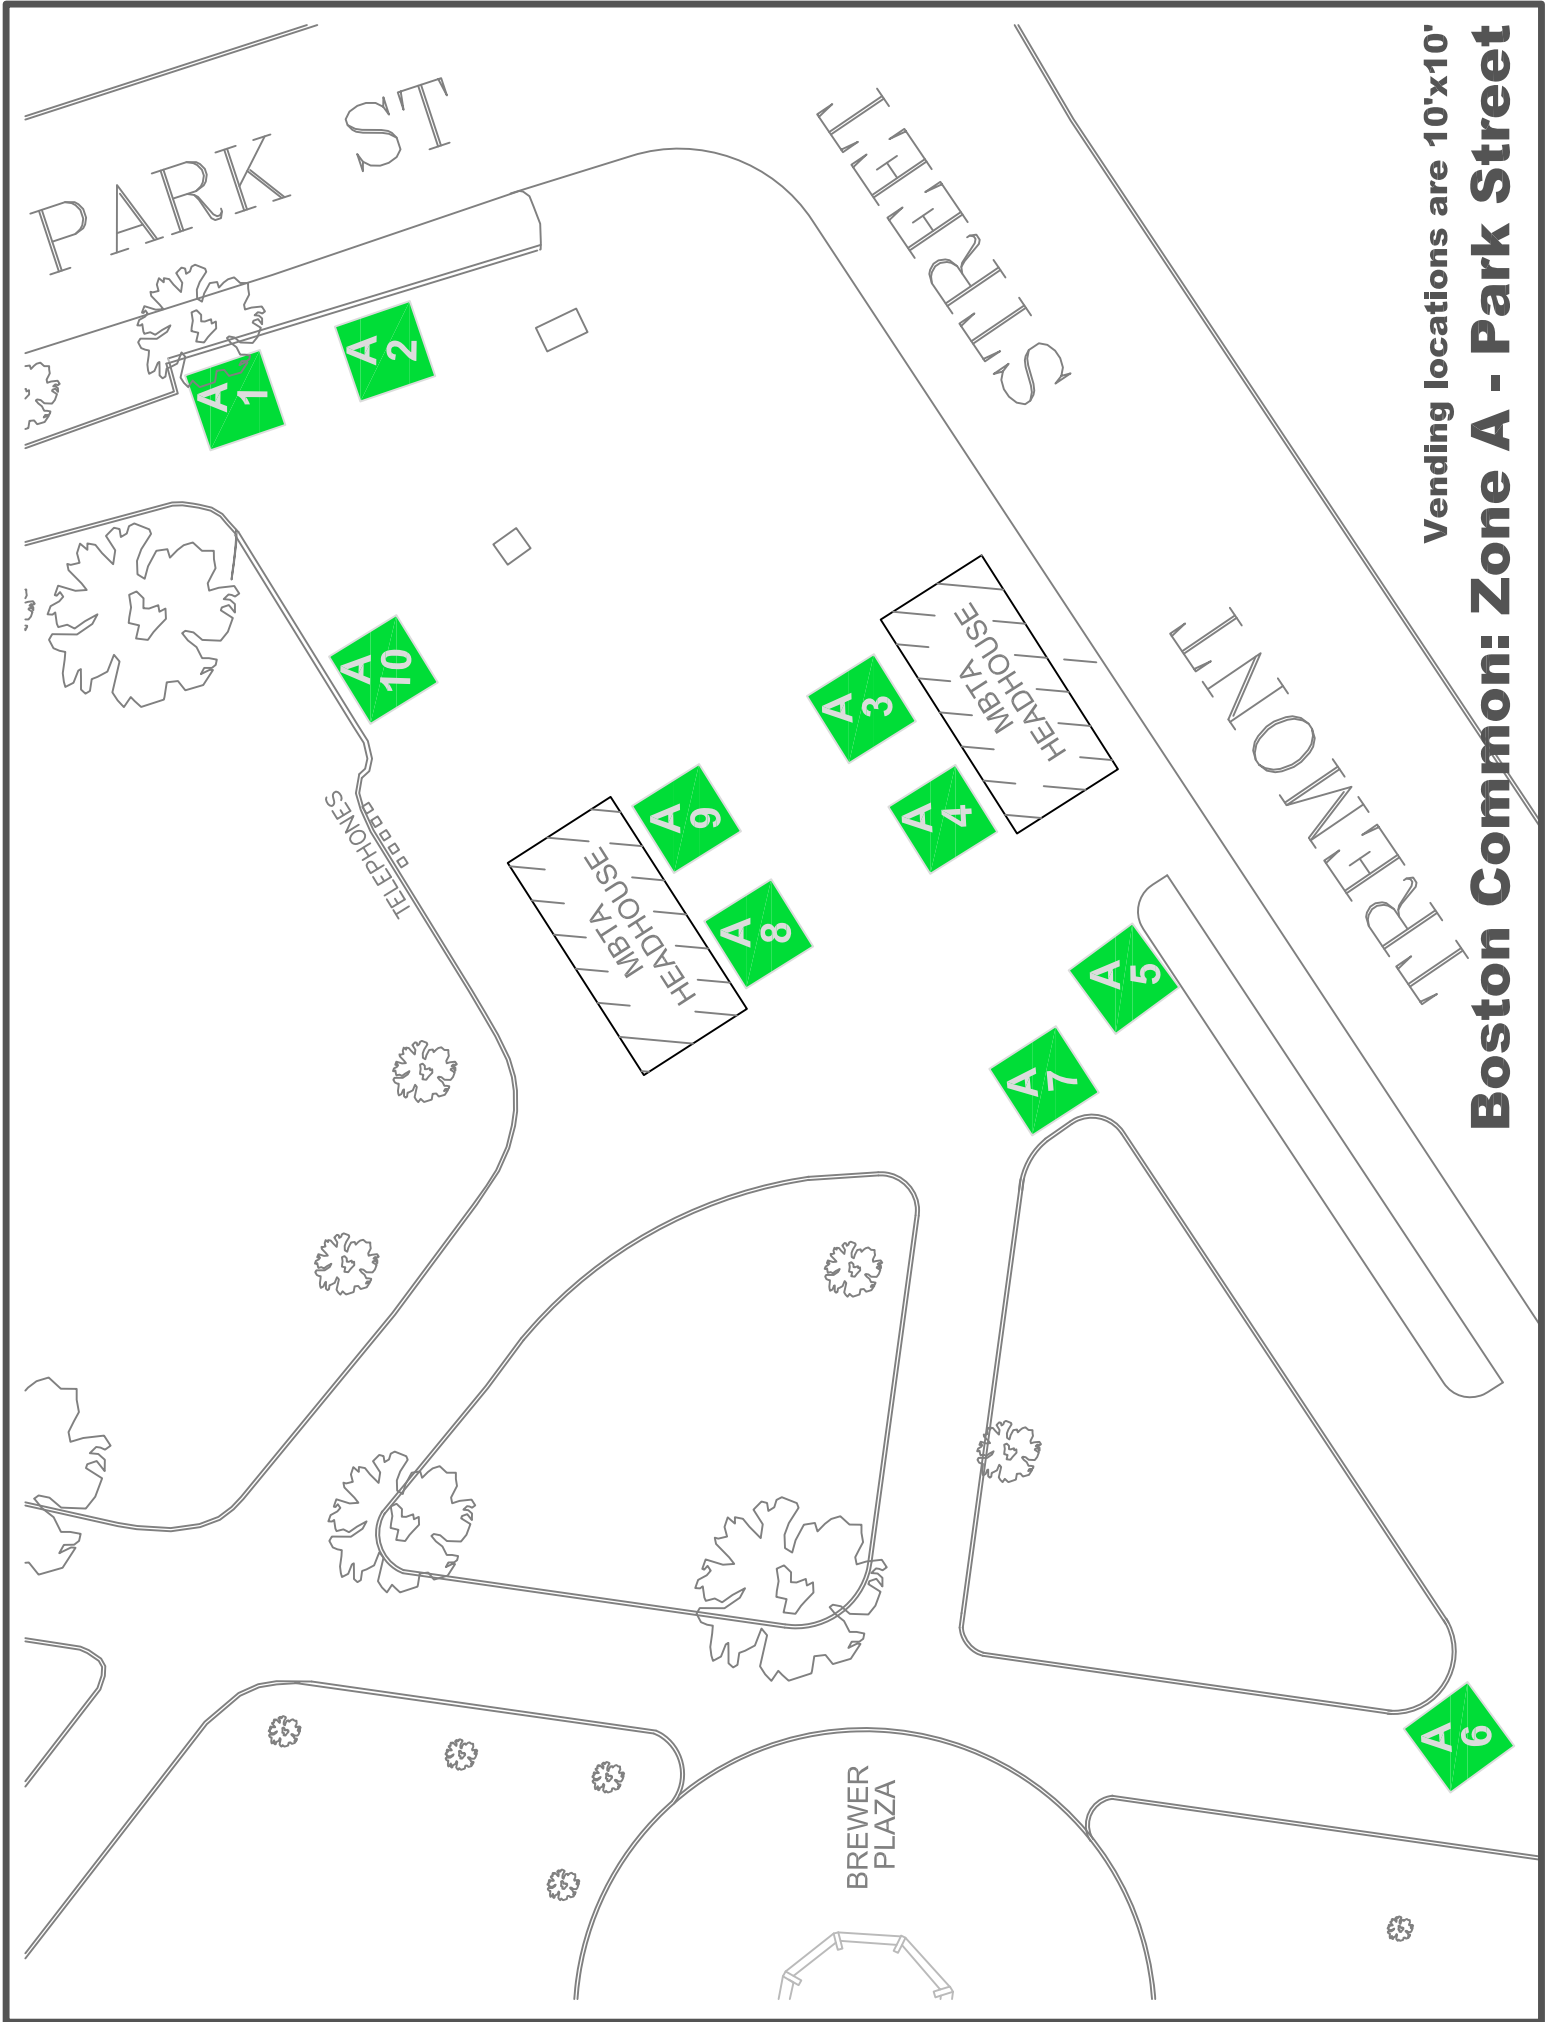 Boston Common: Zone A - Park Street
Vending locations are 10'x10'
PARK ST
TREMONT
STREET
A
1
A
2
A
3
A
4
A
5
A
6
A
7
A
8
A
9
A
10
MBTA
HEADHOUSE
MBTA
HEADHOUSE
TELEPHONES
BREWER
PLAZA